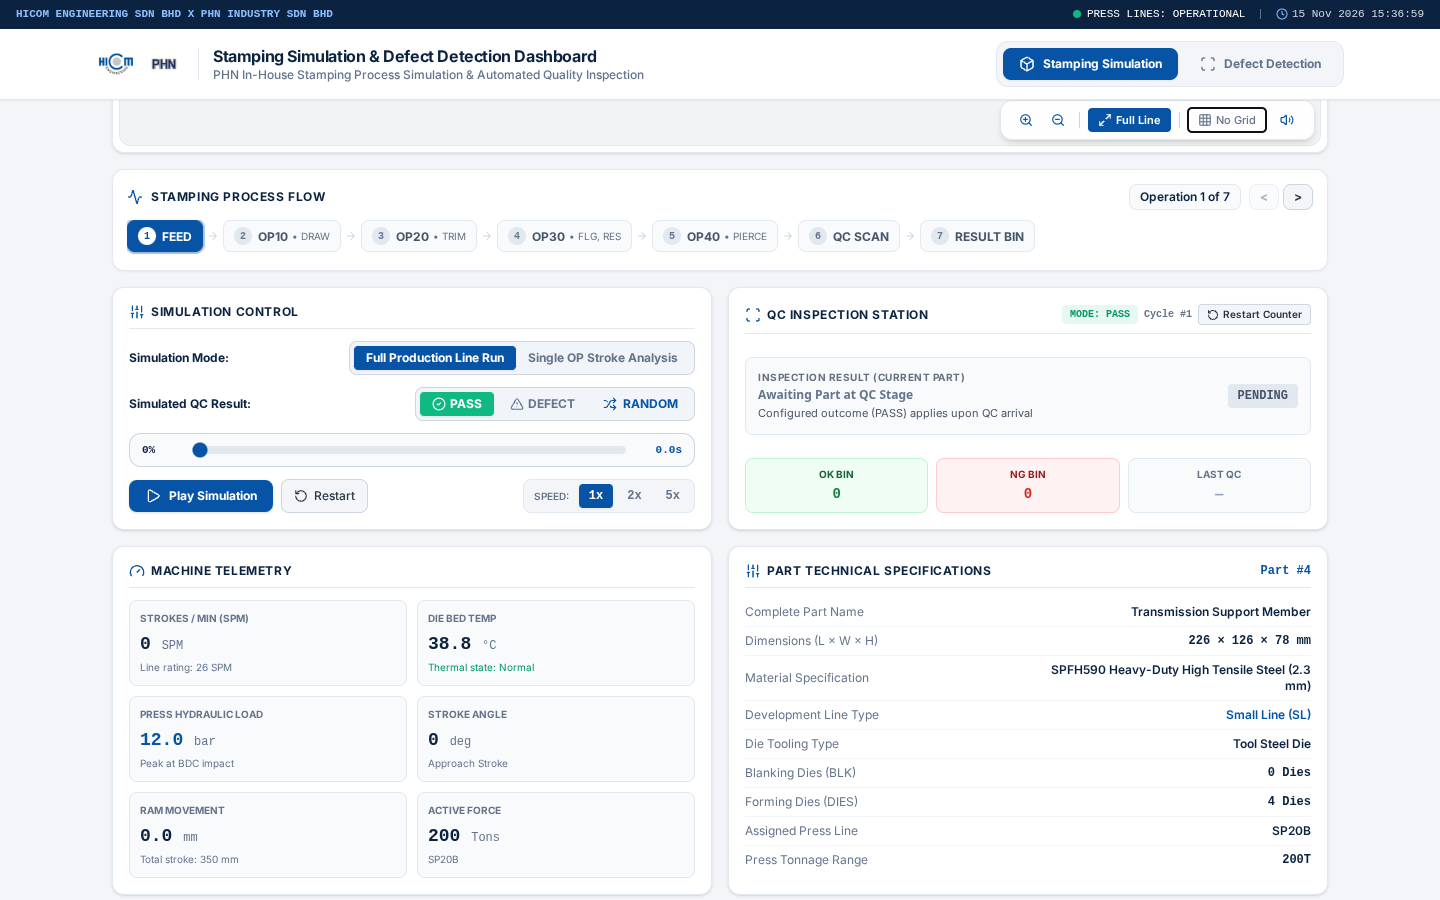 HICOM ENGINEERING SDN BHD X PHN INDUSTRY SDN BHD
PRESS LINES: OPERATIONAL | 15 Nov 2026 15:36:59
HICOM PHN
Stamping Simulation & Defect Detection Dashboard
PHN In-House Stamping Process Simulation & Automated Quality Inspection
Stamping Simulation
Defect Detection
Full Line
No Grid
STAMPING PROCESS FLOW
Operation 1 of 7 < >
1 FEED → 2 OP10 • DRAW → 3 OP20 • TRIM → 4 OP30 • FLG, RES → 5 OP40 • PIERCE → 6 QC SCAN → 7 RESULT BIN
SIMULATION CONTROL
Simulation Mode: Full Production Line Run Single OP Stroke Analysis
Simulated QC Result: PASS DEFECT RANDOM
0% 0.0s
Play Simulation Restart SPEED: 1x 2x 5x
QC INSPECTION STATION
MODE: PASS Cycle #1 Restart Counter
INSPECTION RESULT (CURRENT PART)
Awaiting Part at QC Stage
Configured outcome (PASS) applies upon QC arrival
PENDING
OK BIN
0
NG BIN
0
LAST QC
—
MACHINE TELEMETRY
STROKES / MIN (SPM)
0 SPM
Line rating: 26 SPM
DIE BED TEMP
38.8 °C
Thermal state: Normal
PRESS HYDRAULIC LOAD
12.0 bar
Peak at BDC impact
STROKE ANGLE
0 deg
Approach Stroke
RAM MOVEMENT
0.0 mm
Total stroke: 350 mm
ACTIVE FORCE
200 Tons
SP20B
PART TECHNICAL SPECIFICATIONS
Part #4
Complete Part Name Transmission Support Member
Dimensions (L × W × H) 226 × 126 × 78 mm
Material Specification SPFH590 Heavy-Duty High Tensile Steel (2.3
mm)
Development Line Type Small Line (SL)
Die Tooling Type Tool Steel Die
Blanking Dies (BLK) 0 Dies
Forming Dies (DIES) 4 Dies
Assigned Press Line SP20B
Press Tonnage Range 200T